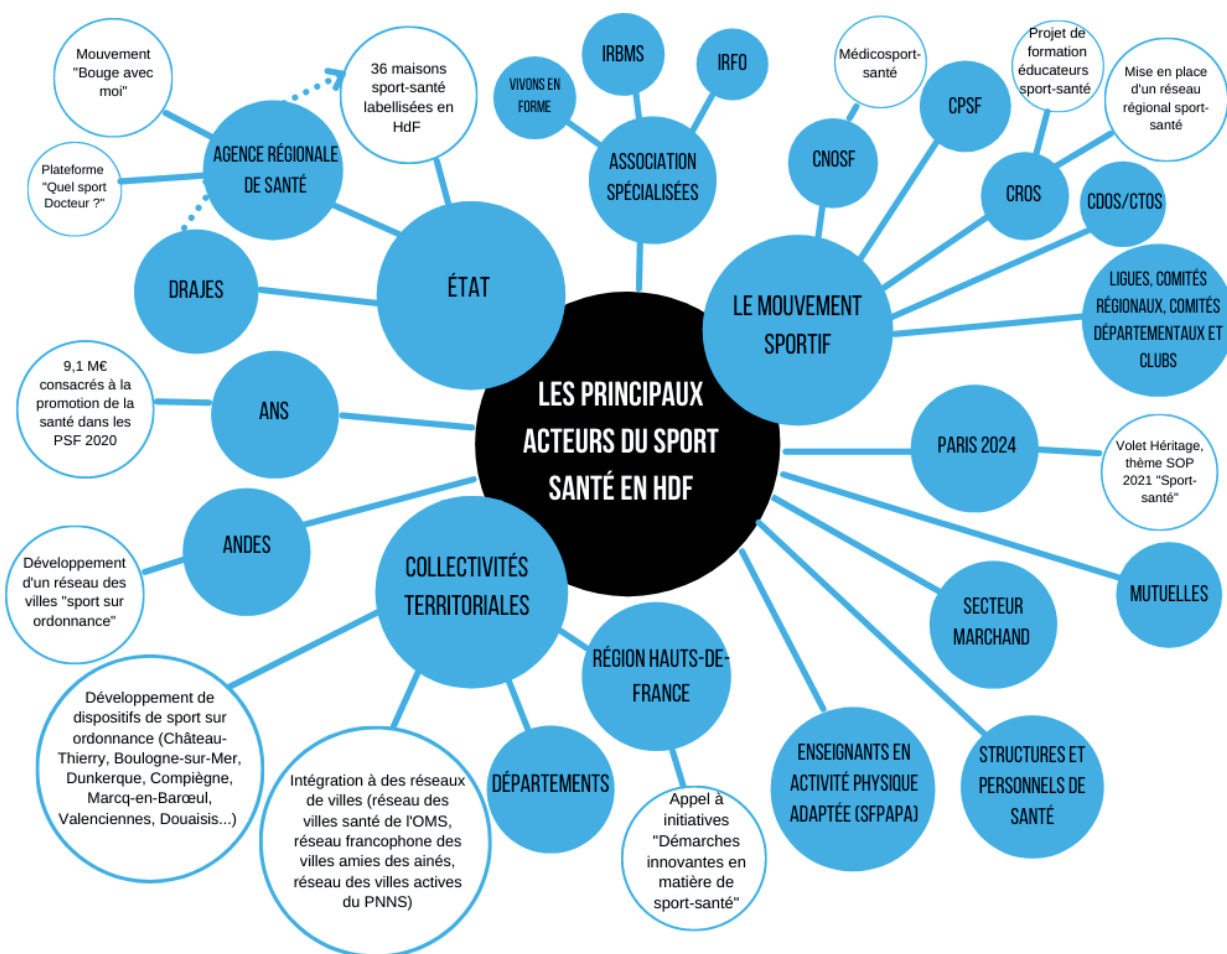 Mouvement
"Bouge avec
moi"
36 maisons
sport-santé
labellisées en
HdF
AGENCE RÉGIONALE
DE SANTÉ
Plateforme
"Quel sport
Docteur ?"
DRAJES
ÉTAT
VIVONS EN
FORME
IRBMS
IRFO
ASSOCIATION
SPÉCIALISÉES
Médicosport-
santé
CNOSF
CPSF
Projet de
formation
éducateurs
sport-santé
Mise en place
d'un réseau
régional sport-
santé
CROS
CDOS/CTOS
LE MOUVEMENT
SPORTIF
LIGUES, COMITÉS
RÉGIONAUX, COMITÉS
DÉPARTEMENTAUX ET
CLUBS
LES PRINCIPAUX
ACTEURS DU SPORT
SANTÉ EN HDF
9,1 M€
consacrés à la
promotion de la
santé dans les
PSF 2020
ANS
PARIS 2024
Volet Héritage,
thème SOP
2021 "Sport-
santé"
ANDES
Développement
d'un réseau des
villes "sport sur
ordonnance"
COLLECTIVITÉS
TERRITORIALES
MUTUELLES
SECTEUR
MARCHAND
RÉGION HAUTS-DE-
FRANCE
Développement de
dispositifs de sport sur
ordonnance (Château-
Thierry, Boulogne-sur-Mer,
Dunkerque, Compiègne,
Marcq-en-Barœul,
Valenciennes, Douaisis...)
Intégration à des réseaux
de villes (réseau des
villes santé de l'OMS,
réseau francophone des
villes amies des ainés,
réseau des villes actives
du PNNS)
DÉPARTEMENTS
Appel à
initiatives
"Démarches
innovantes en
matière de
sport-santé"
ENSEIGNANTS EN
ACTIVITÉ PHYSIQUE
ADAPTÉE (SFPAPA)
STRUCTURES ET
PERSONNELS DE
SANTÉ